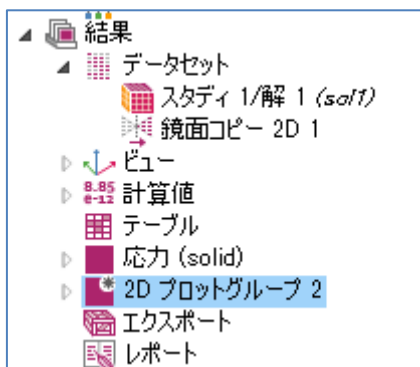 結果
データセット
スタディ 1/解 1 (sol1)
鏡面コピー 2D 1
ビュー
8.85
e-12 計算値
テーブル
応力 (solid)
2D プロットグループ 2
エクスポート
レポート